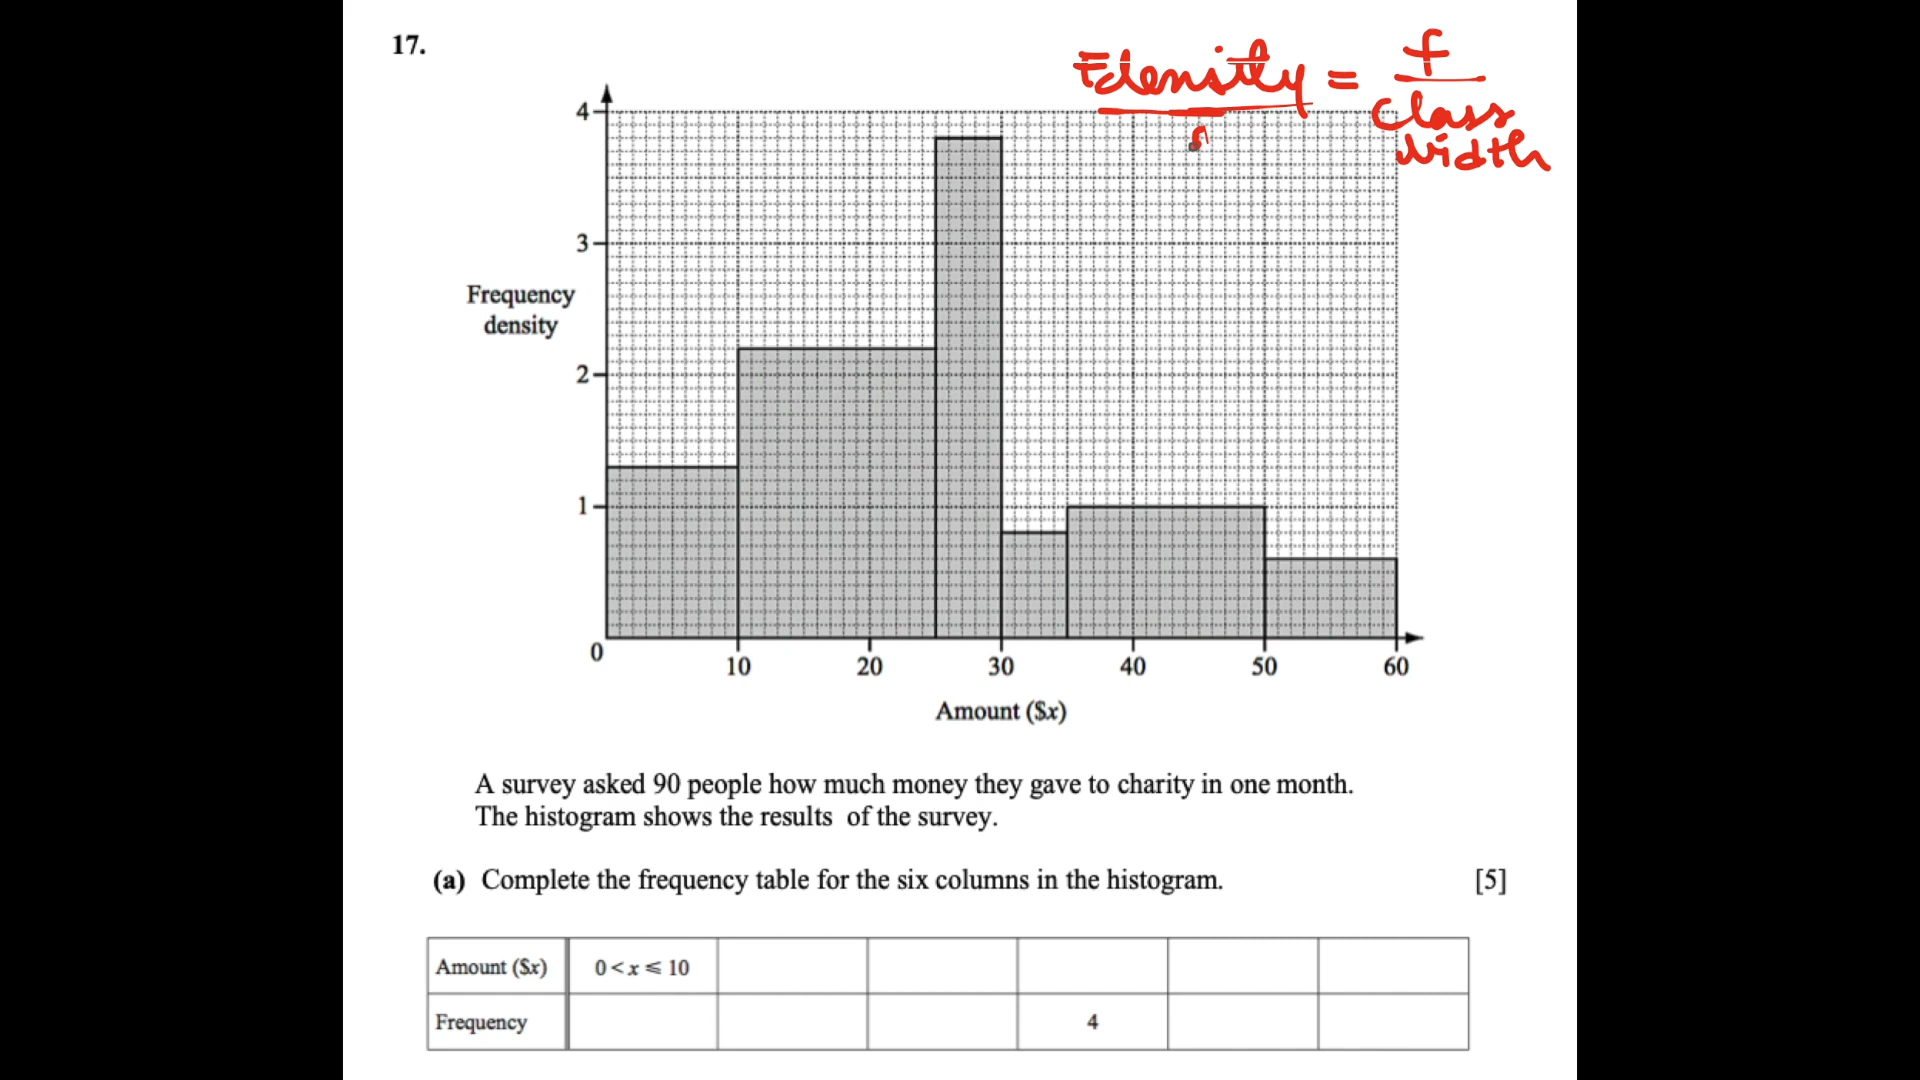 17.
Fdensity = f
class
width
4
3
Frequency
density
2
1
0
10 20 30 40 50 60
Amount ($x)
A survey asked 90 people how much money they gave to charity in one month.
The histogram shows the results of the survey.
(a) Complete the frequency table for the six columns in the histogram. [5]
Amount ($x) 0 < x ⩽ 10
Frequency 4